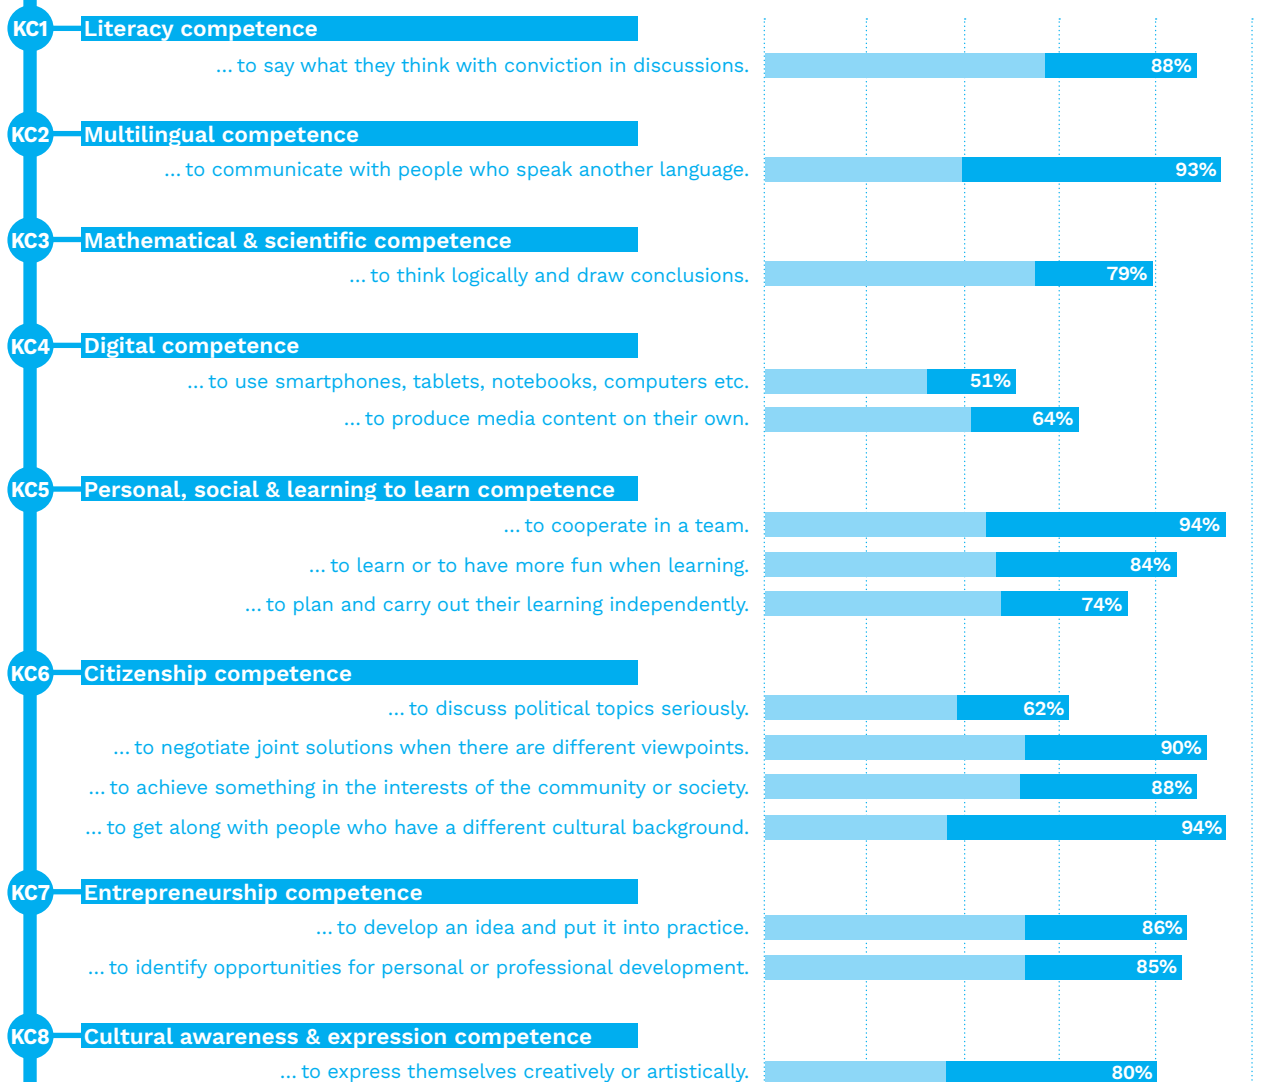 KC1 Literacy competence
... to say what they think with conviction in discussions. 88%
KC2 Multilingual competence
... to communicate with people who speak another language. 93%
KC3 Mathematical & scientific competence
... to think logically and draw conclusions. 79%
KC4 Digital competence
... to use smartphones, tablets, notebooks, computers etc. 51%
... to produce media content on their own. 64%
KC5 Personal, social & learning to learn competence
... to cooperate in a team. 94%
... to learn or to have more fun when learning. 84%
... to plan and carry out their learning independently. 74%
KC6 Citizenship competence
... to discuss political topics seriously. 62%
... to negotiate joint solutions when there are different viewpoints. 90%
... to achieve something in the interests of the community or society. 88%
... to get along with people who have a different cultural background. 94%
KC7 Entrepreneurship competence
... to develop an idea and put it into practice. 86%
... to identify opportunities for personal or professional development. 85%
KC8 Cultural awareness & expression competence
... to express themselves creatively or artistically. 80%